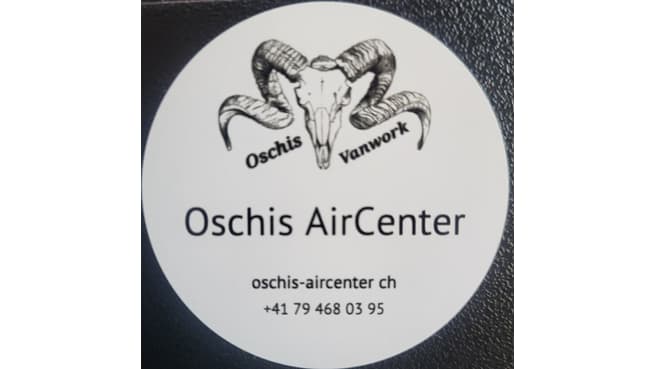 Oschis Vanwork
Oschis AirCenter
oschis-aircenter ch
+41 79 468 03 95